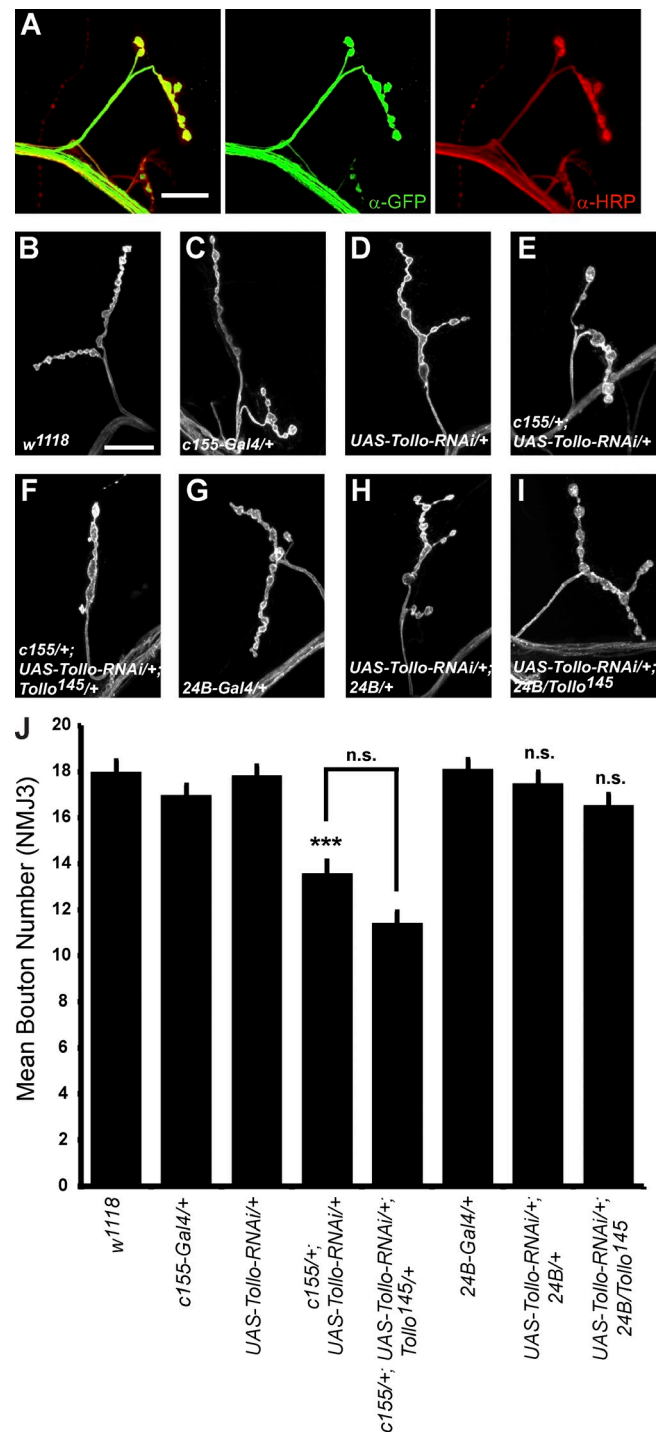 A
α-GFP
α-HRP
B
w1118
C
c155-Gal4/+
D
UAS-Tollo-RNAi/+
E
c155/+;
UAS-Tollo-RNAi/+
F
c155/+;
UAS-Tollo-RNAi/+;
Tollo145/+
G
24B-Gal4/+
H
UAS-Tollo-RNAi/+;
24B/+
I
UAS-Tollo-RNAi/+;
24B/Tollo145
J
Mean Bouton Number (NMJ3)
20
18
16
14
12
10
8
6
4
2
0
***
n.s.
n.s.
n.s.
w1118
c155-Gal4/+
UAS-Tollo-RNAi/+
c155/+;
UAS-Tollo-RNAi/+
c155/+; UAS-Tollo-RNAi/+;
Tollo145/+
24B-Gal4/+
UAS-Tollo-RNAi/+;
24B/+
UAS-Tollo-RNAi/+;
24B/Tollo145